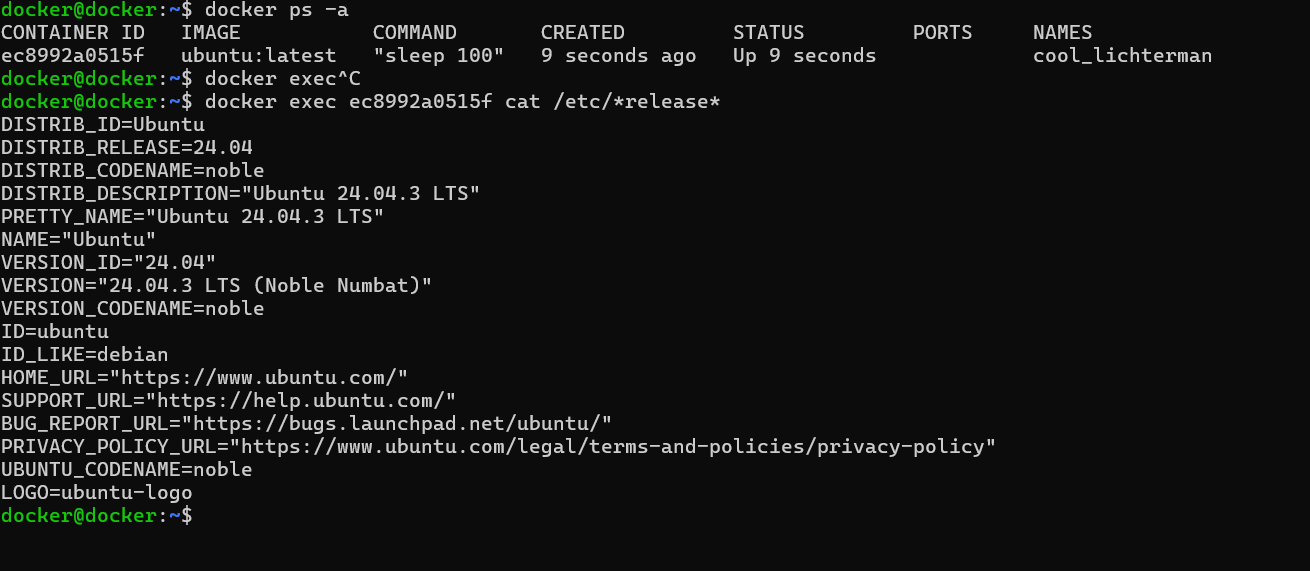 docker@docker:~$ docker ps -a
CONTAINER ID   IMAGE           COMMAND       CREATED         STATUS         PORTS     NAMES
ec8992a0515f   ubuntu:latest   "sleep 100"   9 seconds ago   Up 9 seconds             cool_lichterman
docker@docker:~$ docker exec^C
docker@docker:~$ docker exec ec8992a0515f cat /etc/*release*
DISTRIB_ID=Ubuntu
DISTRIB_RELEASE=24.04
DISTRIB_CODENAME=noble
DISTRIB_DESCRIPTION="Ubuntu 24.04.3 LTS"
PRETTY_NAME="Ubuntu 24.04.3 LTS"
NAME="Ubuntu"
VERSION_ID="24.04"
VERSION="24.04.3 LTS (Noble Numbat)"
VERSION_CODENAME=noble
ID=ubuntu
ID_LIKE=debian
HOME_URL="https://www.ubuntu.com/"
SUPPORT_URL="https://help.ubuntu.com/"
BUG_REPORT_URL="https://bugs.launchpad.net/ubuntu/"
PRIVACY_POLICY_URL="https://www.ubuntu.com/legal/terms-and-policies/privacy-policy"
UBUNTU_CODENAME=noble
LOGO=ubuntu-logo
docker@docker:~$